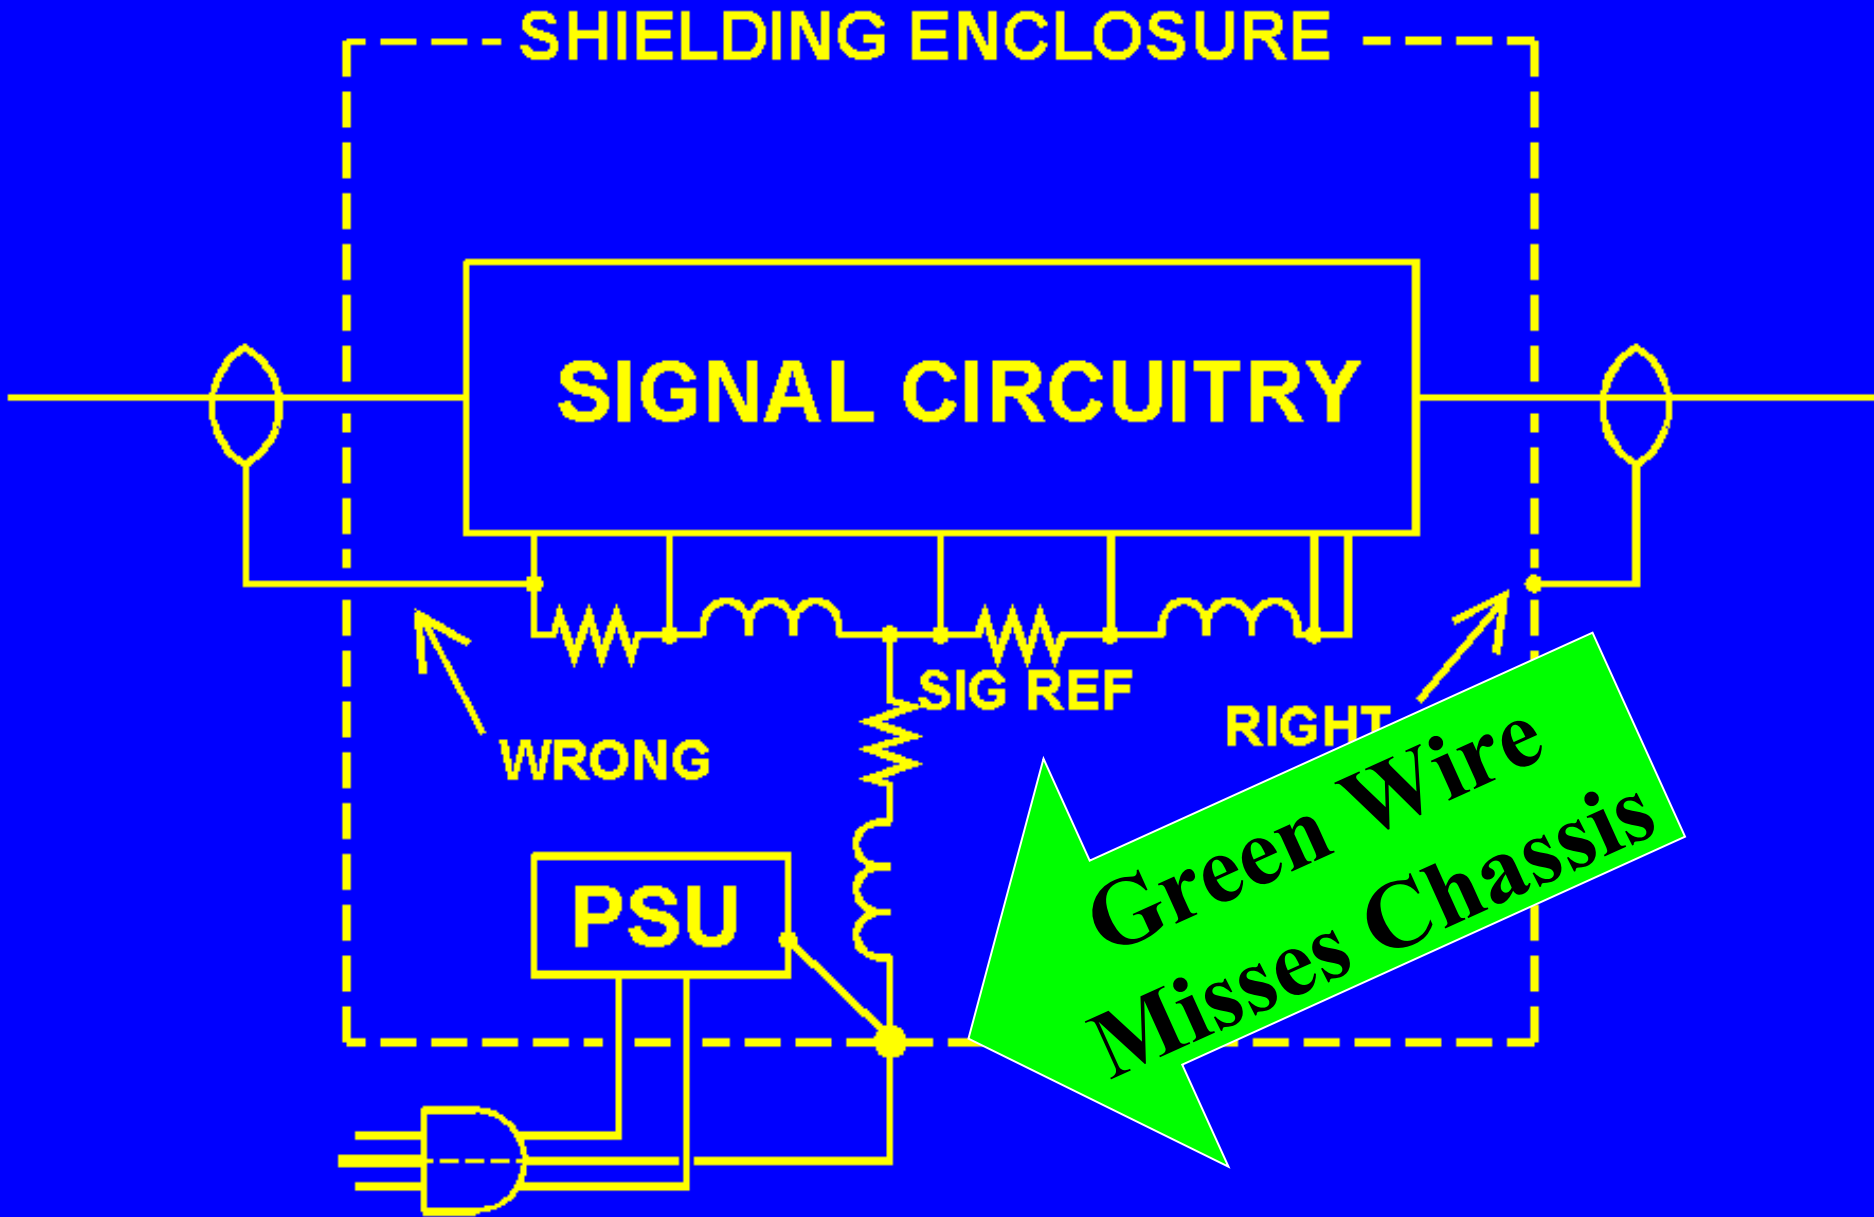 SHIELDING ENCLOSURE
SIGNAL CIRCUITRY
SIG REF
RIGHT
WRONG
Green Wire
Misses Chassis
PSU